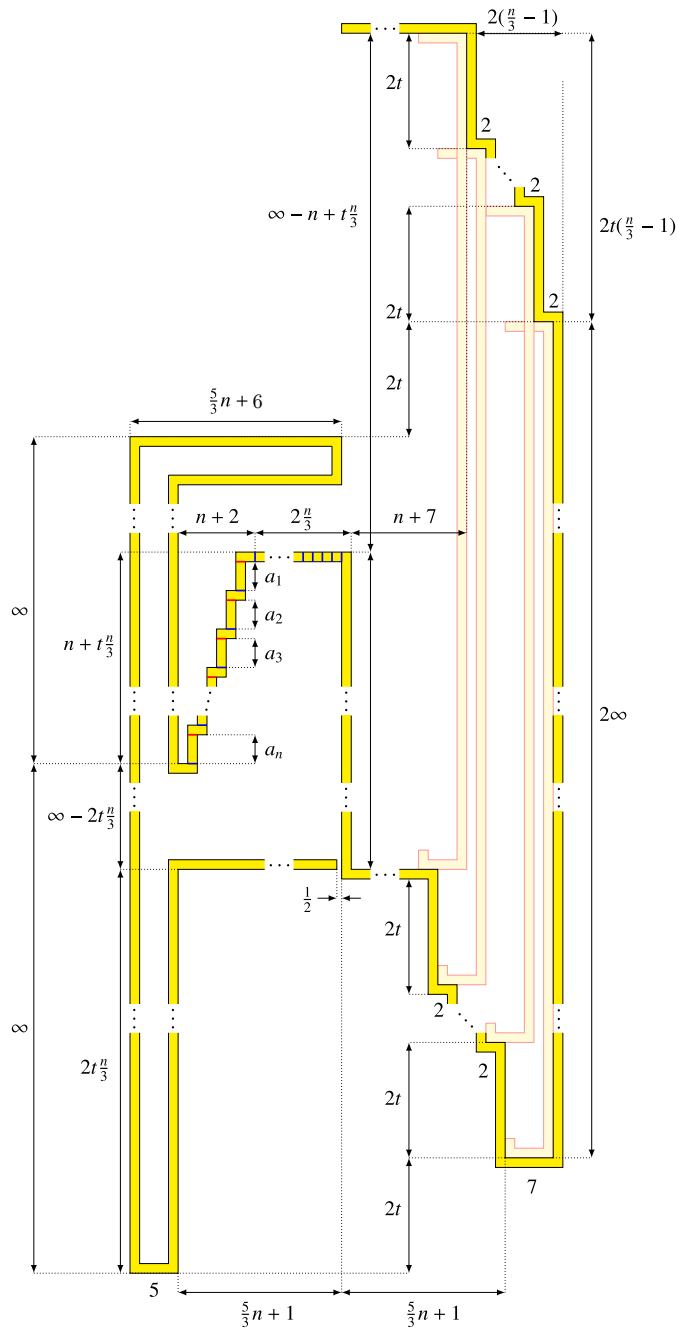 2(n/3 − 1)
2t
2
∞ − n + t n/3
2
2t(n/3 − 1)
2t
2
2t
5/3 n + 6
n + 2
2 n/3
n + 7
a₁
∞
a₂
n + t n/3
a₃
2∞
aₙ
∞ − 2t n/3
1/2
2t
2
∞
2t n/3
2
2t
7
2t
5
5/3 n + 1
5/3 n + 1